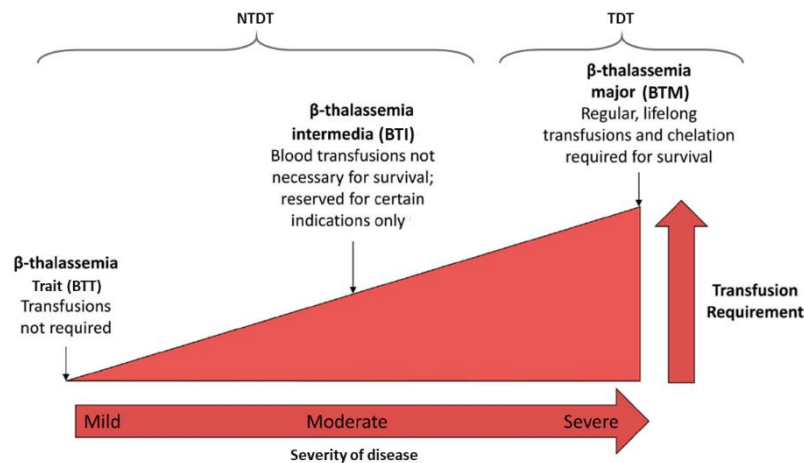 NTDT
TDT
β-thalassemia
major (BTM)
Regular, lifelong
transfusions and chelation
required for survival
β-thalassemia
intermedia (BTI)
Blood transfusions not
necessary for survival;
reserved for certain
indications only
β-thalassemia
Trait (BTT)
Transfusions
not required
Transfusion
Requirement
Mild
Moderate
Severe
Severity of disease